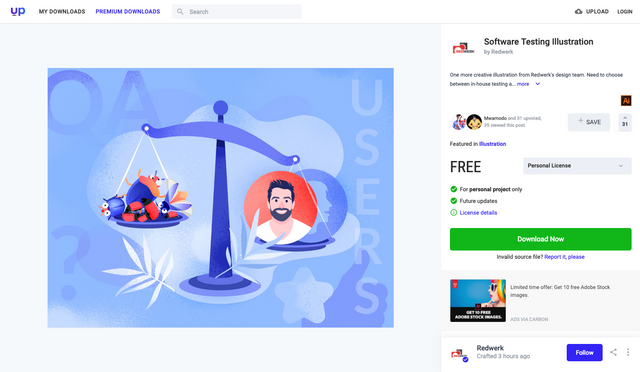 up
MY DOWNLOADS
PREMIUM DOWNLOADS
Search
UPLOAD
LOGIN
QA
?
USERS
Software Testing Illustration
by Redwerk
One more creative illustration from Redwerk's design team. Need to choose
between in-house testing a... more
Ai
Mwamodo and 31 upvoted,
25 viewed this post.
+ SAVE
31
Featured in Illustration
FREE
Personal License
For personal project only
Future updates
License details
Download Now
Invalid source file? Report it, please
GET 10 FREE
ADOBE STOCK IMAGES.
Limited time offer: Get 10 free Adobe Stock
images.
ADS VIA CARBON
Redwerk
Crafted 3 hours ago
Follow